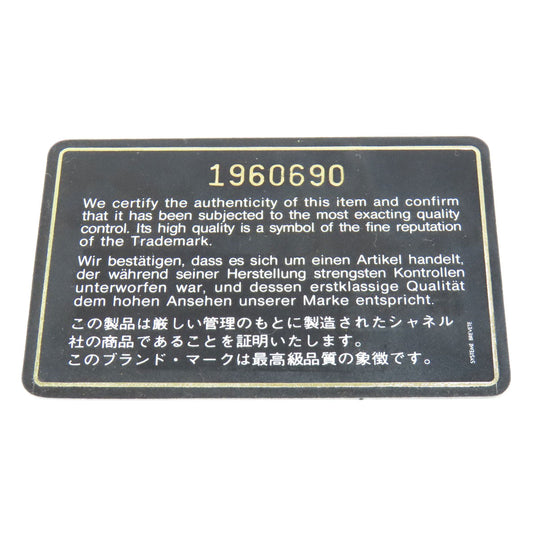 1960690
We certify the authenticity of this item and confirm
that it has been subjected to the most exacting quality
control. Its high quality is a symbol of the fine reputation
of the Trademark.
Wir bestätigen, dass es sich um einen Artikel handelt,
der während seiner Herstellung strengsten Kontrollen
unterworfen war, und dessen erstklassige Qualität
dem hohen Ansehen unserer Marke entspricht.
この製品は厳しい管理のもとに製造されたシャネル
社の商品であることを証明いたします。
このブランド・マークは最高級品質の象徴です。
SYSTEME BREVETE